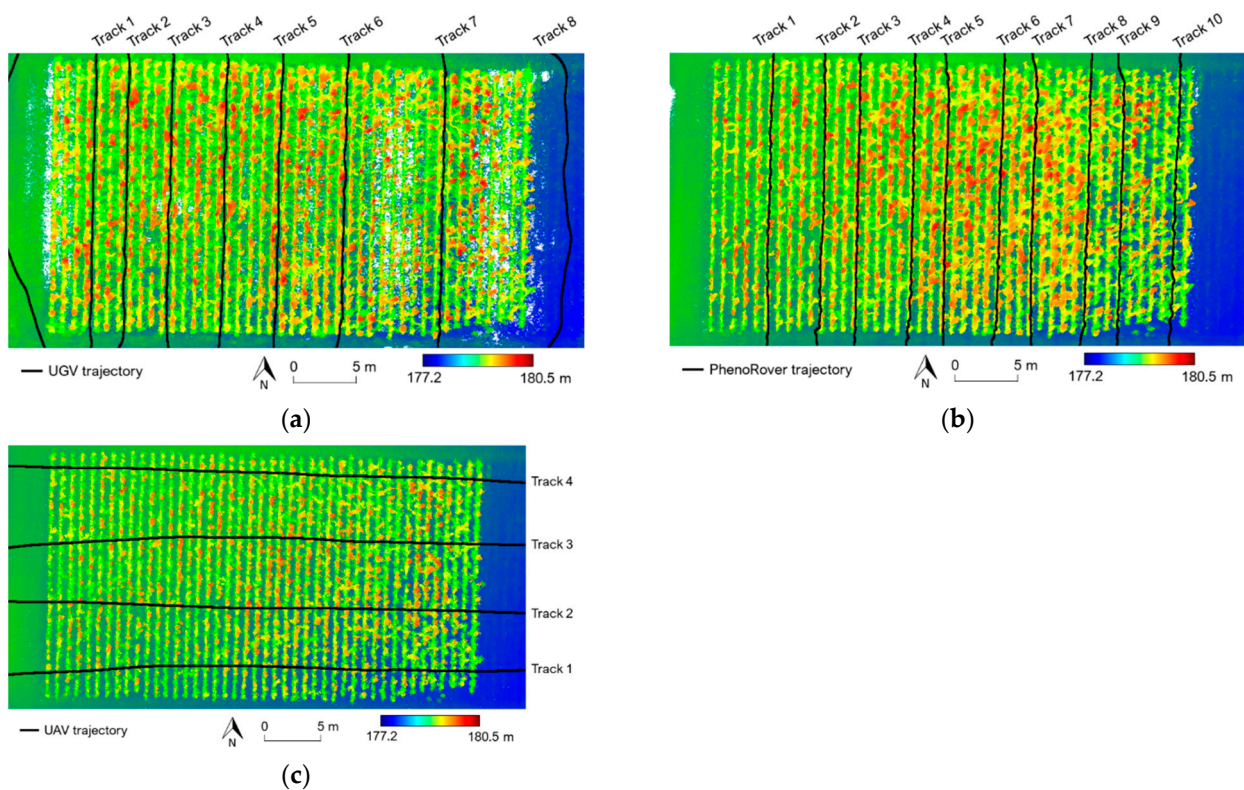 Track 1 Track 2 Track 3 Track 4 Track 5 Track 6 Track 7 Track 8
UGV trajectory N 0 5 m 177.2 180.5 m
(a)
Track 1 Track 2 Track 3 Track 4 Track 5 Track 6 Track 7 Track 8 Track 9 Track 10
PhenoRover trajectory N 0 5 m 177.2 180.5 m
(b)
Track 4
Track 3
Track 2
Track 1
UAV trajectory N 0 5 m 177.2 180.5 m
(c)